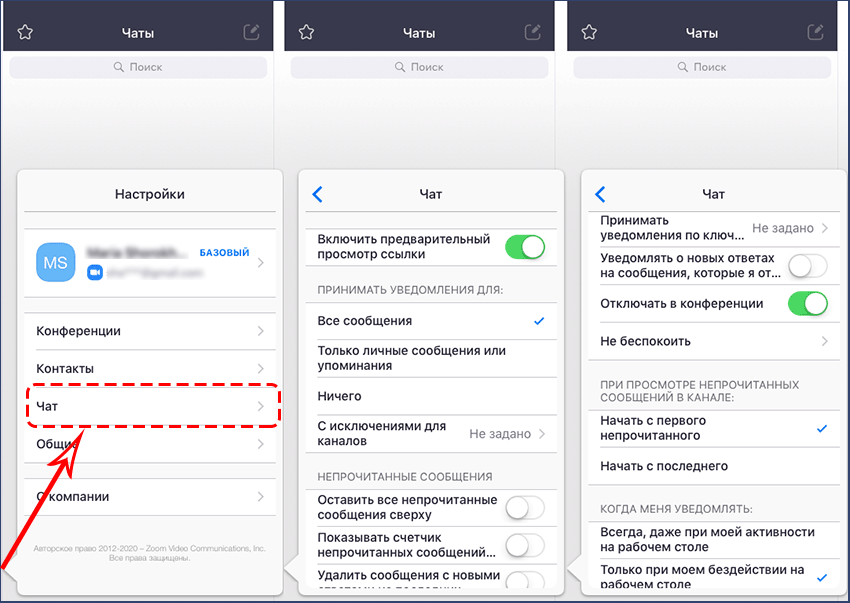 Чаты
Поиск
Настройки
MS
БАЗОВЫЙ
Конференции
Контакты
Чат
Общие
О компании
Авторское право 2012-2020 – Zoom Video Communications, Inc.
Все права защищены.
Чаты
Поиск
Чат
Включить предварительный
просмотр ссылки
ПРИНИМАТЬ УВЕДОМЛЕНИЯ ДЛЯ:
Все сообщения
Только личные сообщения или
упоминания
Ничего
С исключениями для
каналов
Не задано
НЕПРОЧИТАННЫЕ СООБЩЕНИЯ
Оставить все непрочитанные
сообщения сверху
Показывать счетчик
непрочитанных сообщений...
Удалить сообщения с новыми
ответами на последних
Чаты
Поиск
Чат
Принимать
уведомления по ключ...
Не задано
Уведомлять о новых ответах
на сообщения, которые я от...
Отключать в конференции
Не беспокоить
ПРИ ПРОСМОТРЕ НЕПРОЧИТАННЫХ
СООБЩЕНИЙ В КАНАЛЕ:
Начать с первого
непрочитанного
Начать с последнего
КОГДА МЕНЯ УВЕДОМЛЯТЬ:
Всегда, даже при моей активности
на рабочем столе
Только при моем бездействии на
рабочем столе